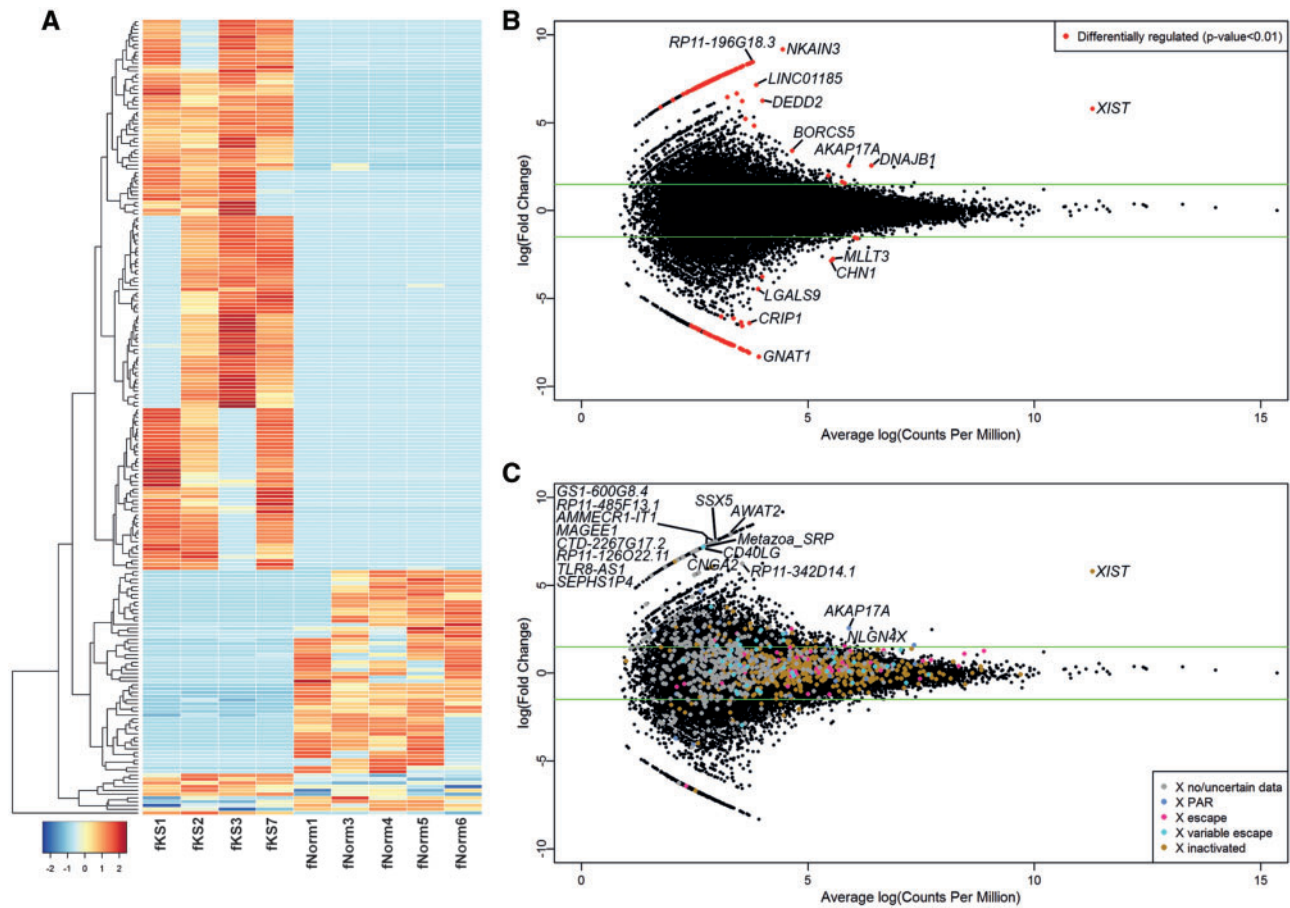 A
-2 -1 0 1 2
fKS1
fKS2
fKS3
fKS7
fNorm1
fNorm3
fNorm4
fNorm5
fNorm6
B
Differentially regulated (p-value<0.01)
RP11-196G18.3
NKAIN3
LINC01185
DEDD2
XIST
BORCS5
AKAP17A
DNAJB1
MLLT3
CHN1
LGALS9
CRIP1
GNAT1
log(Fold Change)
10
5
0
-5
-10
0 5 10 15
Average log(Counts Per Million)
C
GS1-600G8.4
RP11-485F13.1
AMMECR1-IT1
MAGEE1
CTD-2267G17.2
RP11-126O22.11
TLR8-AS1
SEPHS1P4
SSX5
AWAT2
Metazoa_SRP
CD40LG
CNGA2
RP11-342D14.1
XIST
AKAP17A
NLGN4X
X no/uncertain data
X PAR
X escape
X variable escape
X inactivated
log(Fold Change)
10
5
0
-5
-10
0 5 10 15
Average log(Counts Per Million)